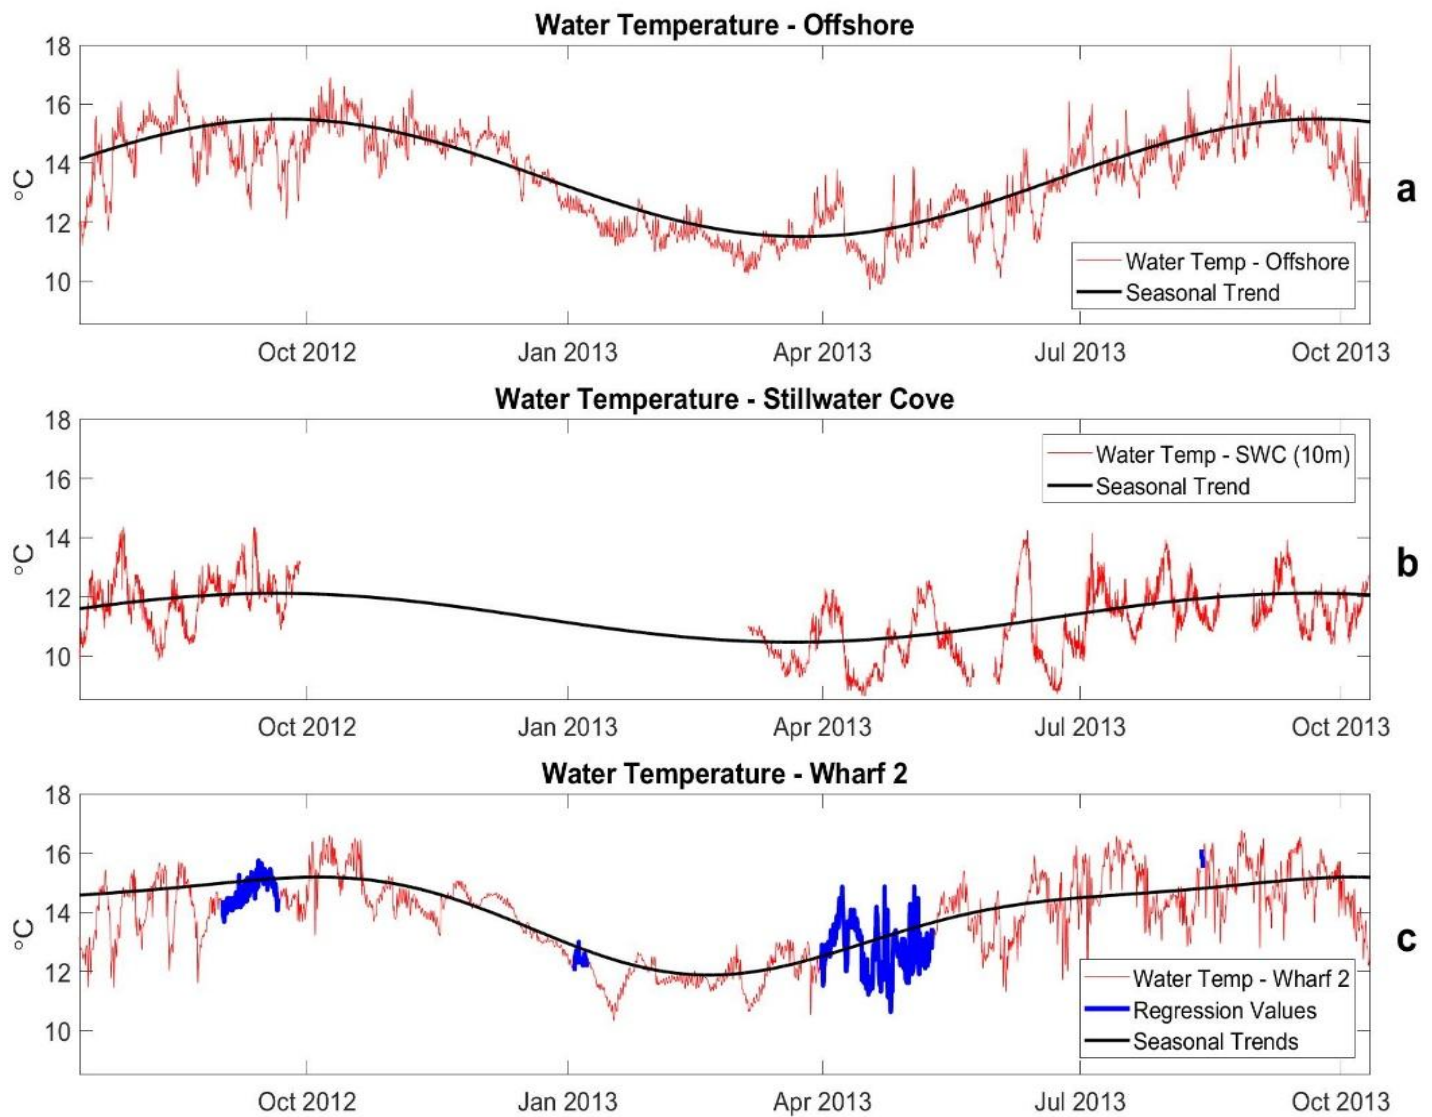 Water Temperature - Offshore
18
16
14
12
10
°C
Water Temp - Offshore
Seasonal Trend
a
Oct 2012 Jan 2013 Apr 2013 Jul 2013 Oct 2013
Water Temperature - Stillwater Cove
18
16
14
12
10
°C
Water Temp - SWC (10m)
Seasonal Trend
b
Oct 2012 Jan 2013 Apr 2013 Jul 2013 Oct 2013
Water Temperature - Wharf 2
18
16
14
12
10
°C
Water Temp - Wharf 2
Regression Values
Seasonal Trends
c
Oct 2012 Jan 2013 Apr 2013 Jul 2013 Oct 2013